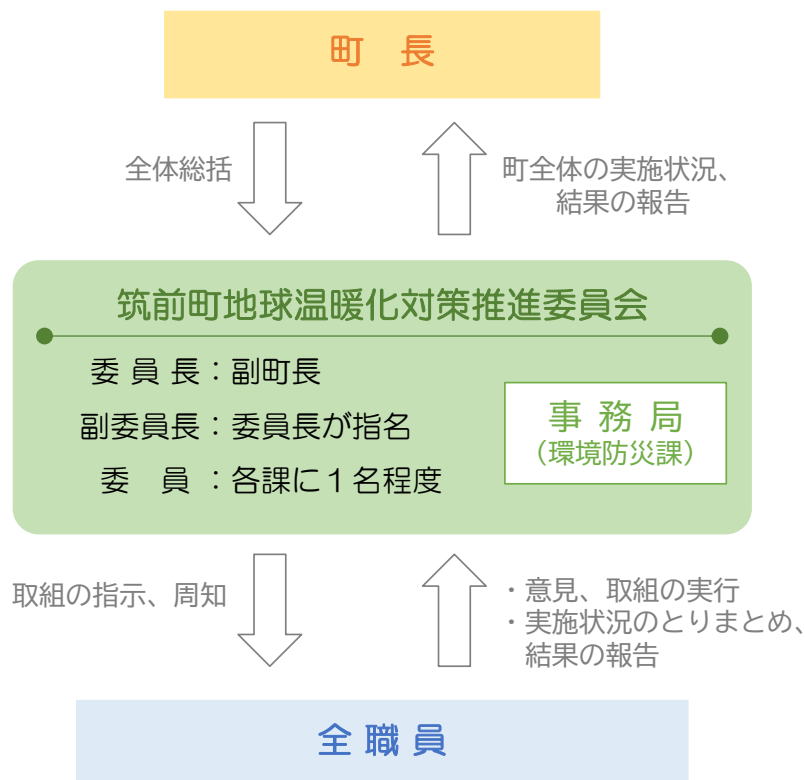 町 長
全体総括
町全体の実施状況、
結果の報告
筑前町地球温暖化対策推進委員会
委 員 長：副町長
副委員長：委員長が指名
委 員 ：各課に１名程度
事 務 局
（環境防災課）
取組の指示、周知
・意見、取組の実行
・実施状況のとりまとめ、
結果の報告
全 職 員